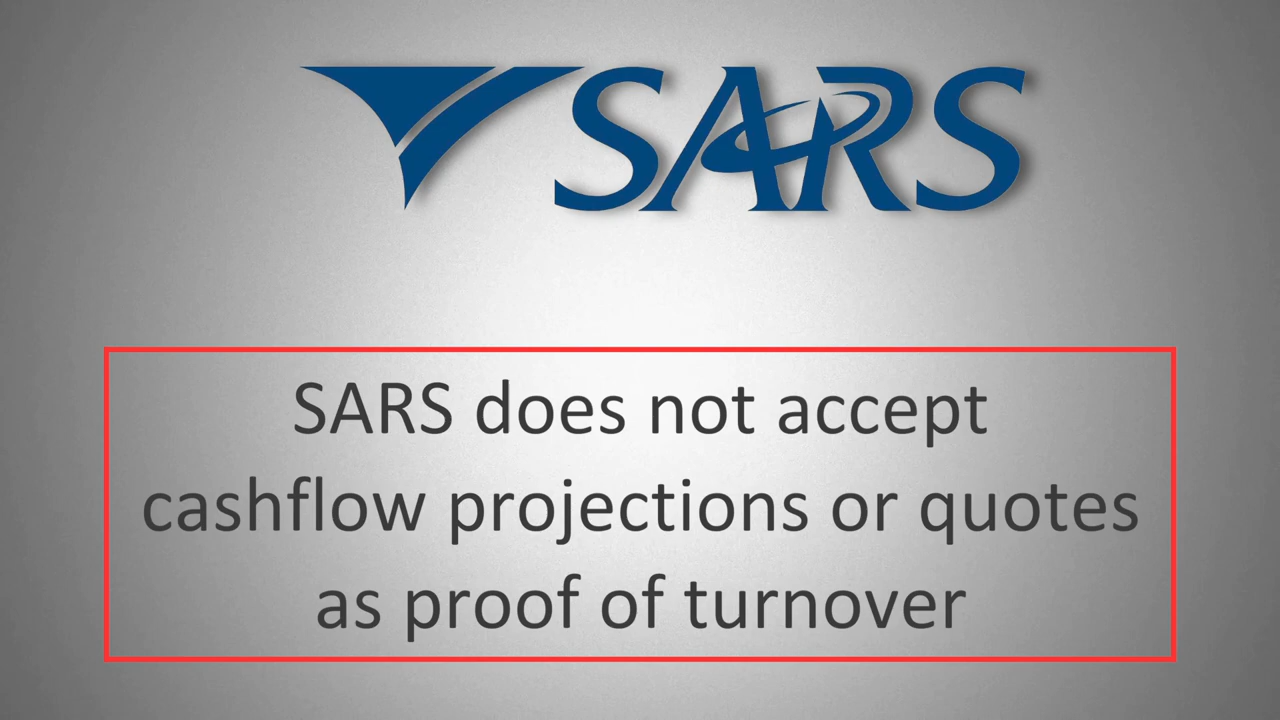 SARS
SARS does not accept
cashflow projections or quotes
as proof of turnover